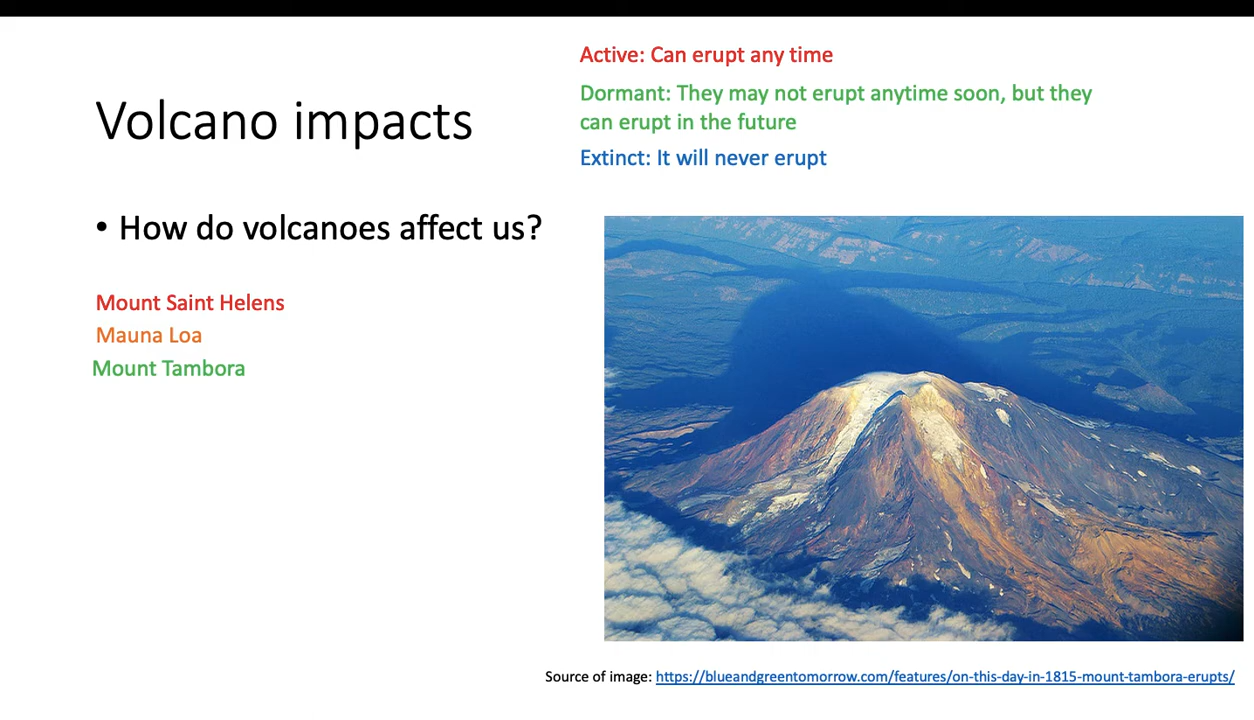 Active: Can erupt any time
Dormant: They may not erupt anytime soon, but they
can erupt in the future
Extinct: It will never erupt
Volcano impacts
• How do volcanoes affect us?
Mount Saint Helens
Mauna Loa
Mount Tambora
Source of image: https://blueandgreentomorrow.com/features/on-this-day-in-1815-mount-tambora-erupts/